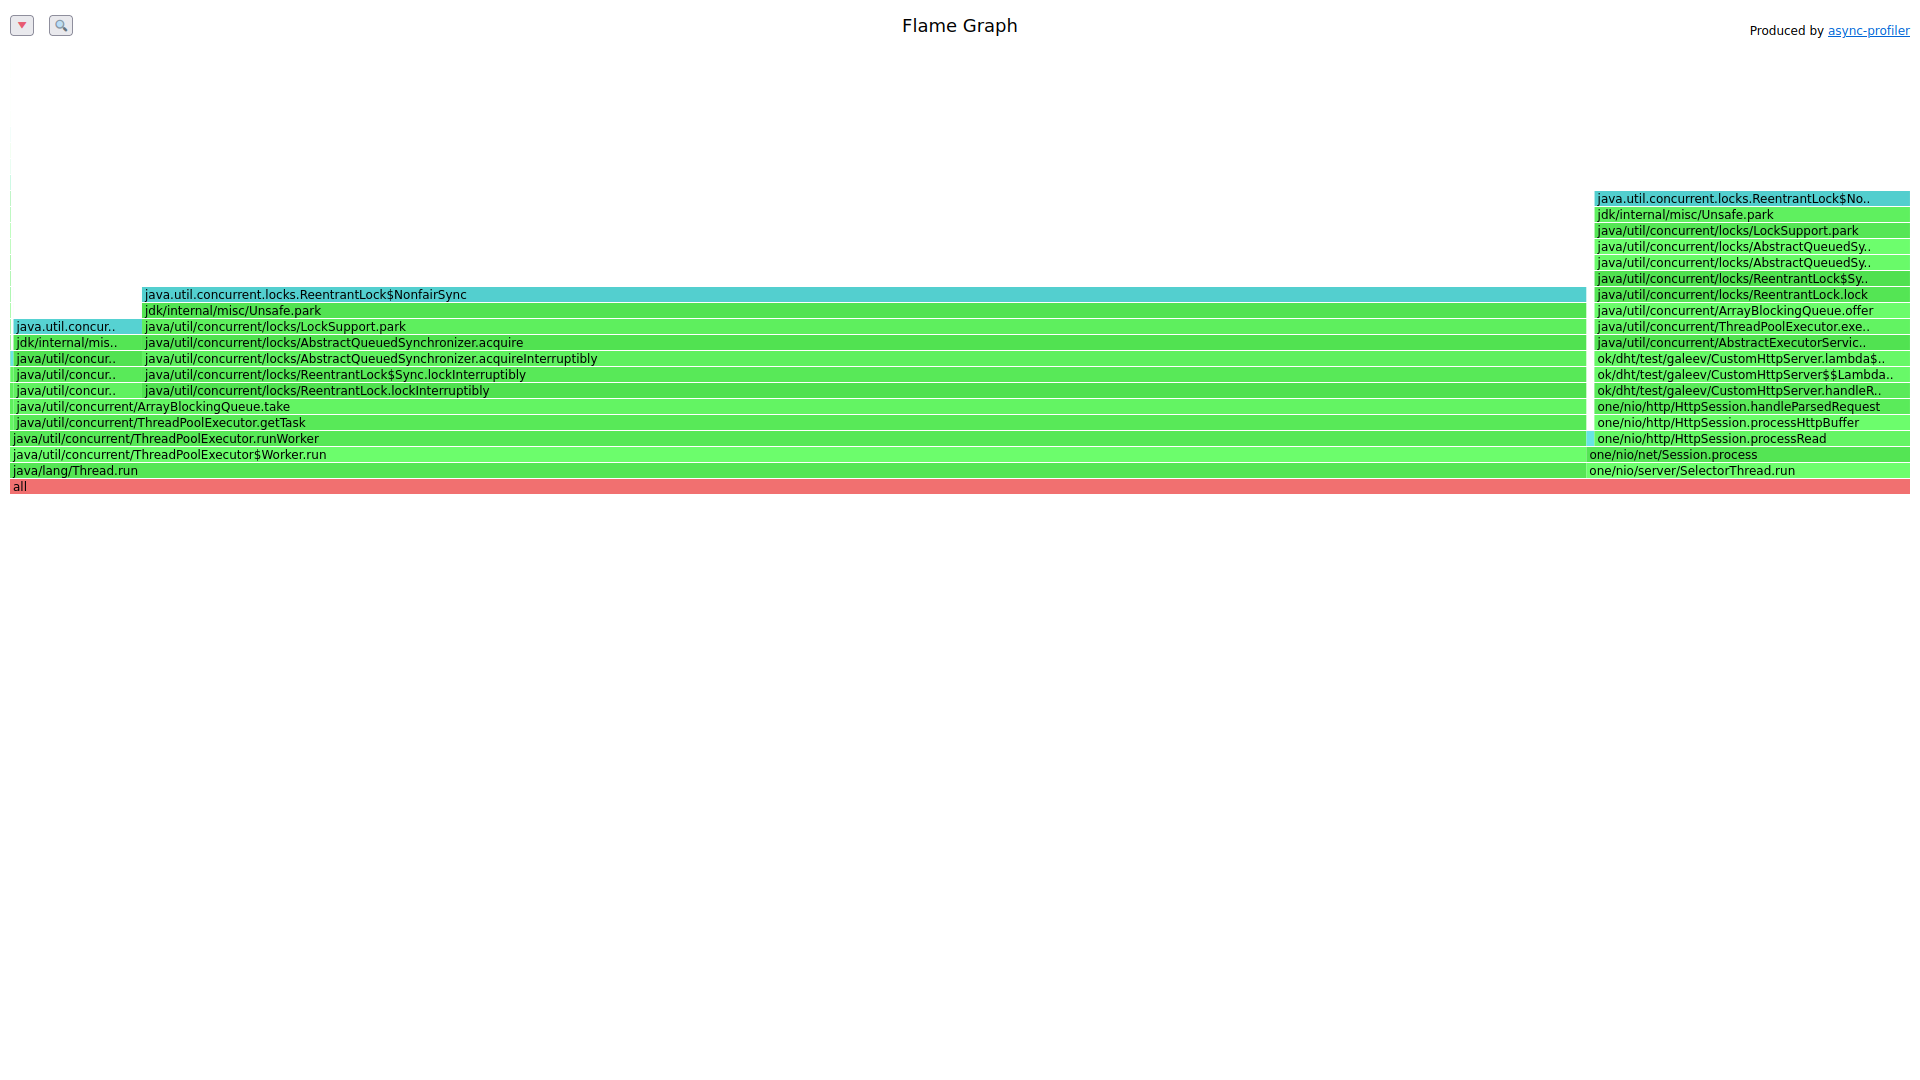 Flame Graph
Produced by async-profiler
java.util.concurrent.locks.ReentrantLock$No..
jdk/internal/misc/Unsafe.park
java/util/concurrent/locks/LockSupport.park
java/util/concurrent/locks/AbstractQueuedSy..
java/util/concurrent/locks/AbstractQueuedSy..
java/util/concurrent/locks/ReentrantLock$Sy..
java.util.concurrent.locks.ReentrantLock$NonfairSync java/util/concurrent/locks/ReentrantLock.lock
jdk/internal/misc/Unsafe.park java/util/concurrent/ArrayBlockingQueue.offer
java.util.concur.. java/util/concurrent/locks/LockSupport.park java/util/concurrent/ThreadPoolExecutor.exe..
jdk/internal/mis.. java/util/concurrent/locks/AbstractQueuedSynchronizer.acquire java/util/concurrent/AbstractExecutorServic..
java/util/concur.. java/util/concurrent/locks/AbstractQueuedSynchronizer.acquireInterruptibly ok/dht/test/galeev/CustomHttpServer.lambda$..
java/util/concur.. java/util/concurrent/locks/ReentrantLock$Sync.lockInterruptibly ok/dht/test/galeev/CustomHttpServer$$Lambda..
java/util/concur.. java/util/concurrent/locks/ReentrantLock.lockInterruptibly ok/dht/test/galeev/CustomHttpServer.handleR..
java/util/concurrent/ArrayBlockingQueue.take one/nio/http/HttpSession.handleParsedRequest
java/util/concurrent/ThreadPoolExecutor.getTask one/nio/http/HttpSession.processHttpBuffer
java/util/concurrent/ThreadPoolExecutor.runWorker one/nio/http/HttpSession.processRead
java/util/concurrent/ThreadPoolExecutor$Worker.run one/nio/net/Session.process
java/lang/Thread.run one/nio/server/SelectorThread.run
all